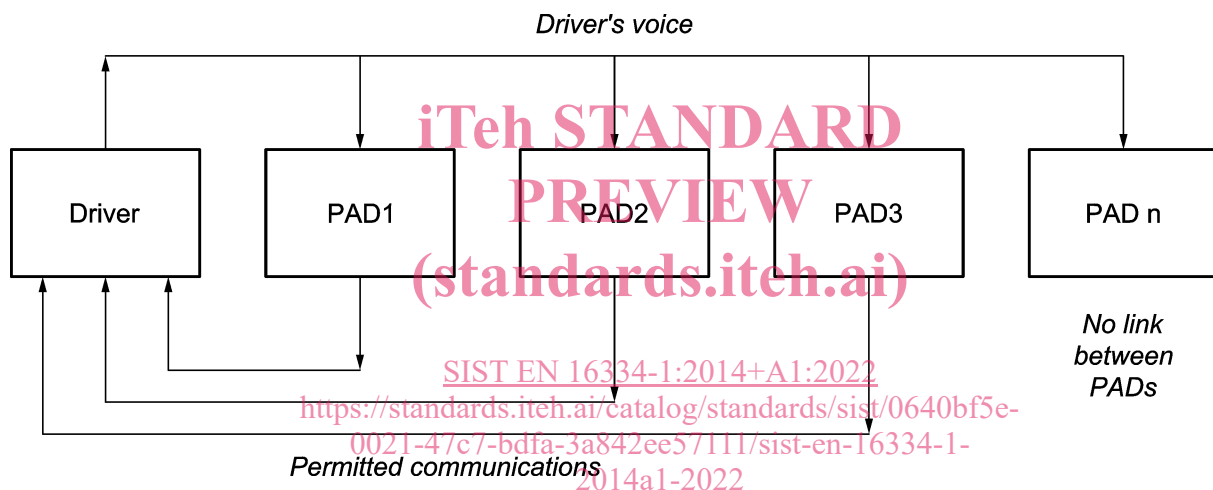 Driver's voice
iTeh STANDARD
PREVIEW
(standards.iteh.ai)
Driver
PAD1
PAD2
PAD3
PAD n
No link
between
PADs
SIST EN 16334-1:2014+A1:2022
https://standards.iteh.ai/catalog/standards/sist/0640bf5e-
0021-47c7-bdfa-3a842ee57111/sist-en-16334-1-
2014a1-2022
Permitted communications